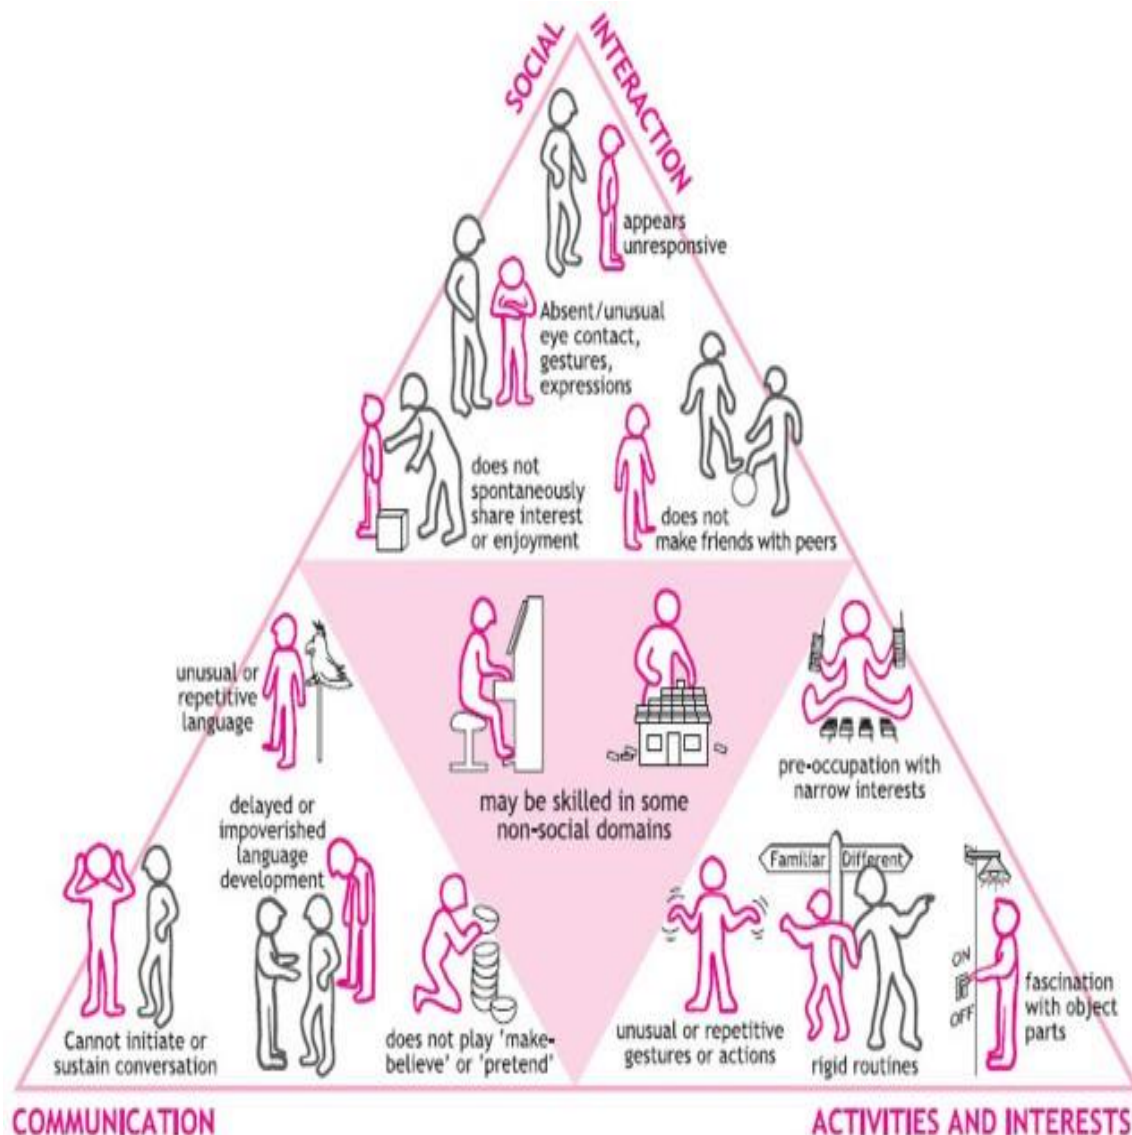 SOCIAL
INTERACTION
appears
unresponsive
Absent/unusual
eye contact,
gestures,
expressions
does not
spontaneously
share interest
or enjoyment
does not
make friends with peers
unusual or
repetitive
language
may be skilled in some
non-social domains
pre-occupation with
narrow interests
delayed or
impoverished
language
development
Cannot initiate or
sustain conversation
does not play 'make-
believe' or 'pretend'
unusual or repetitive
gestures or actions
Familiar
Different
rigid routines
ON
OFF
fascination
with object
parts
COMMUNICATION
ACTIVITIES AND INTERESTS